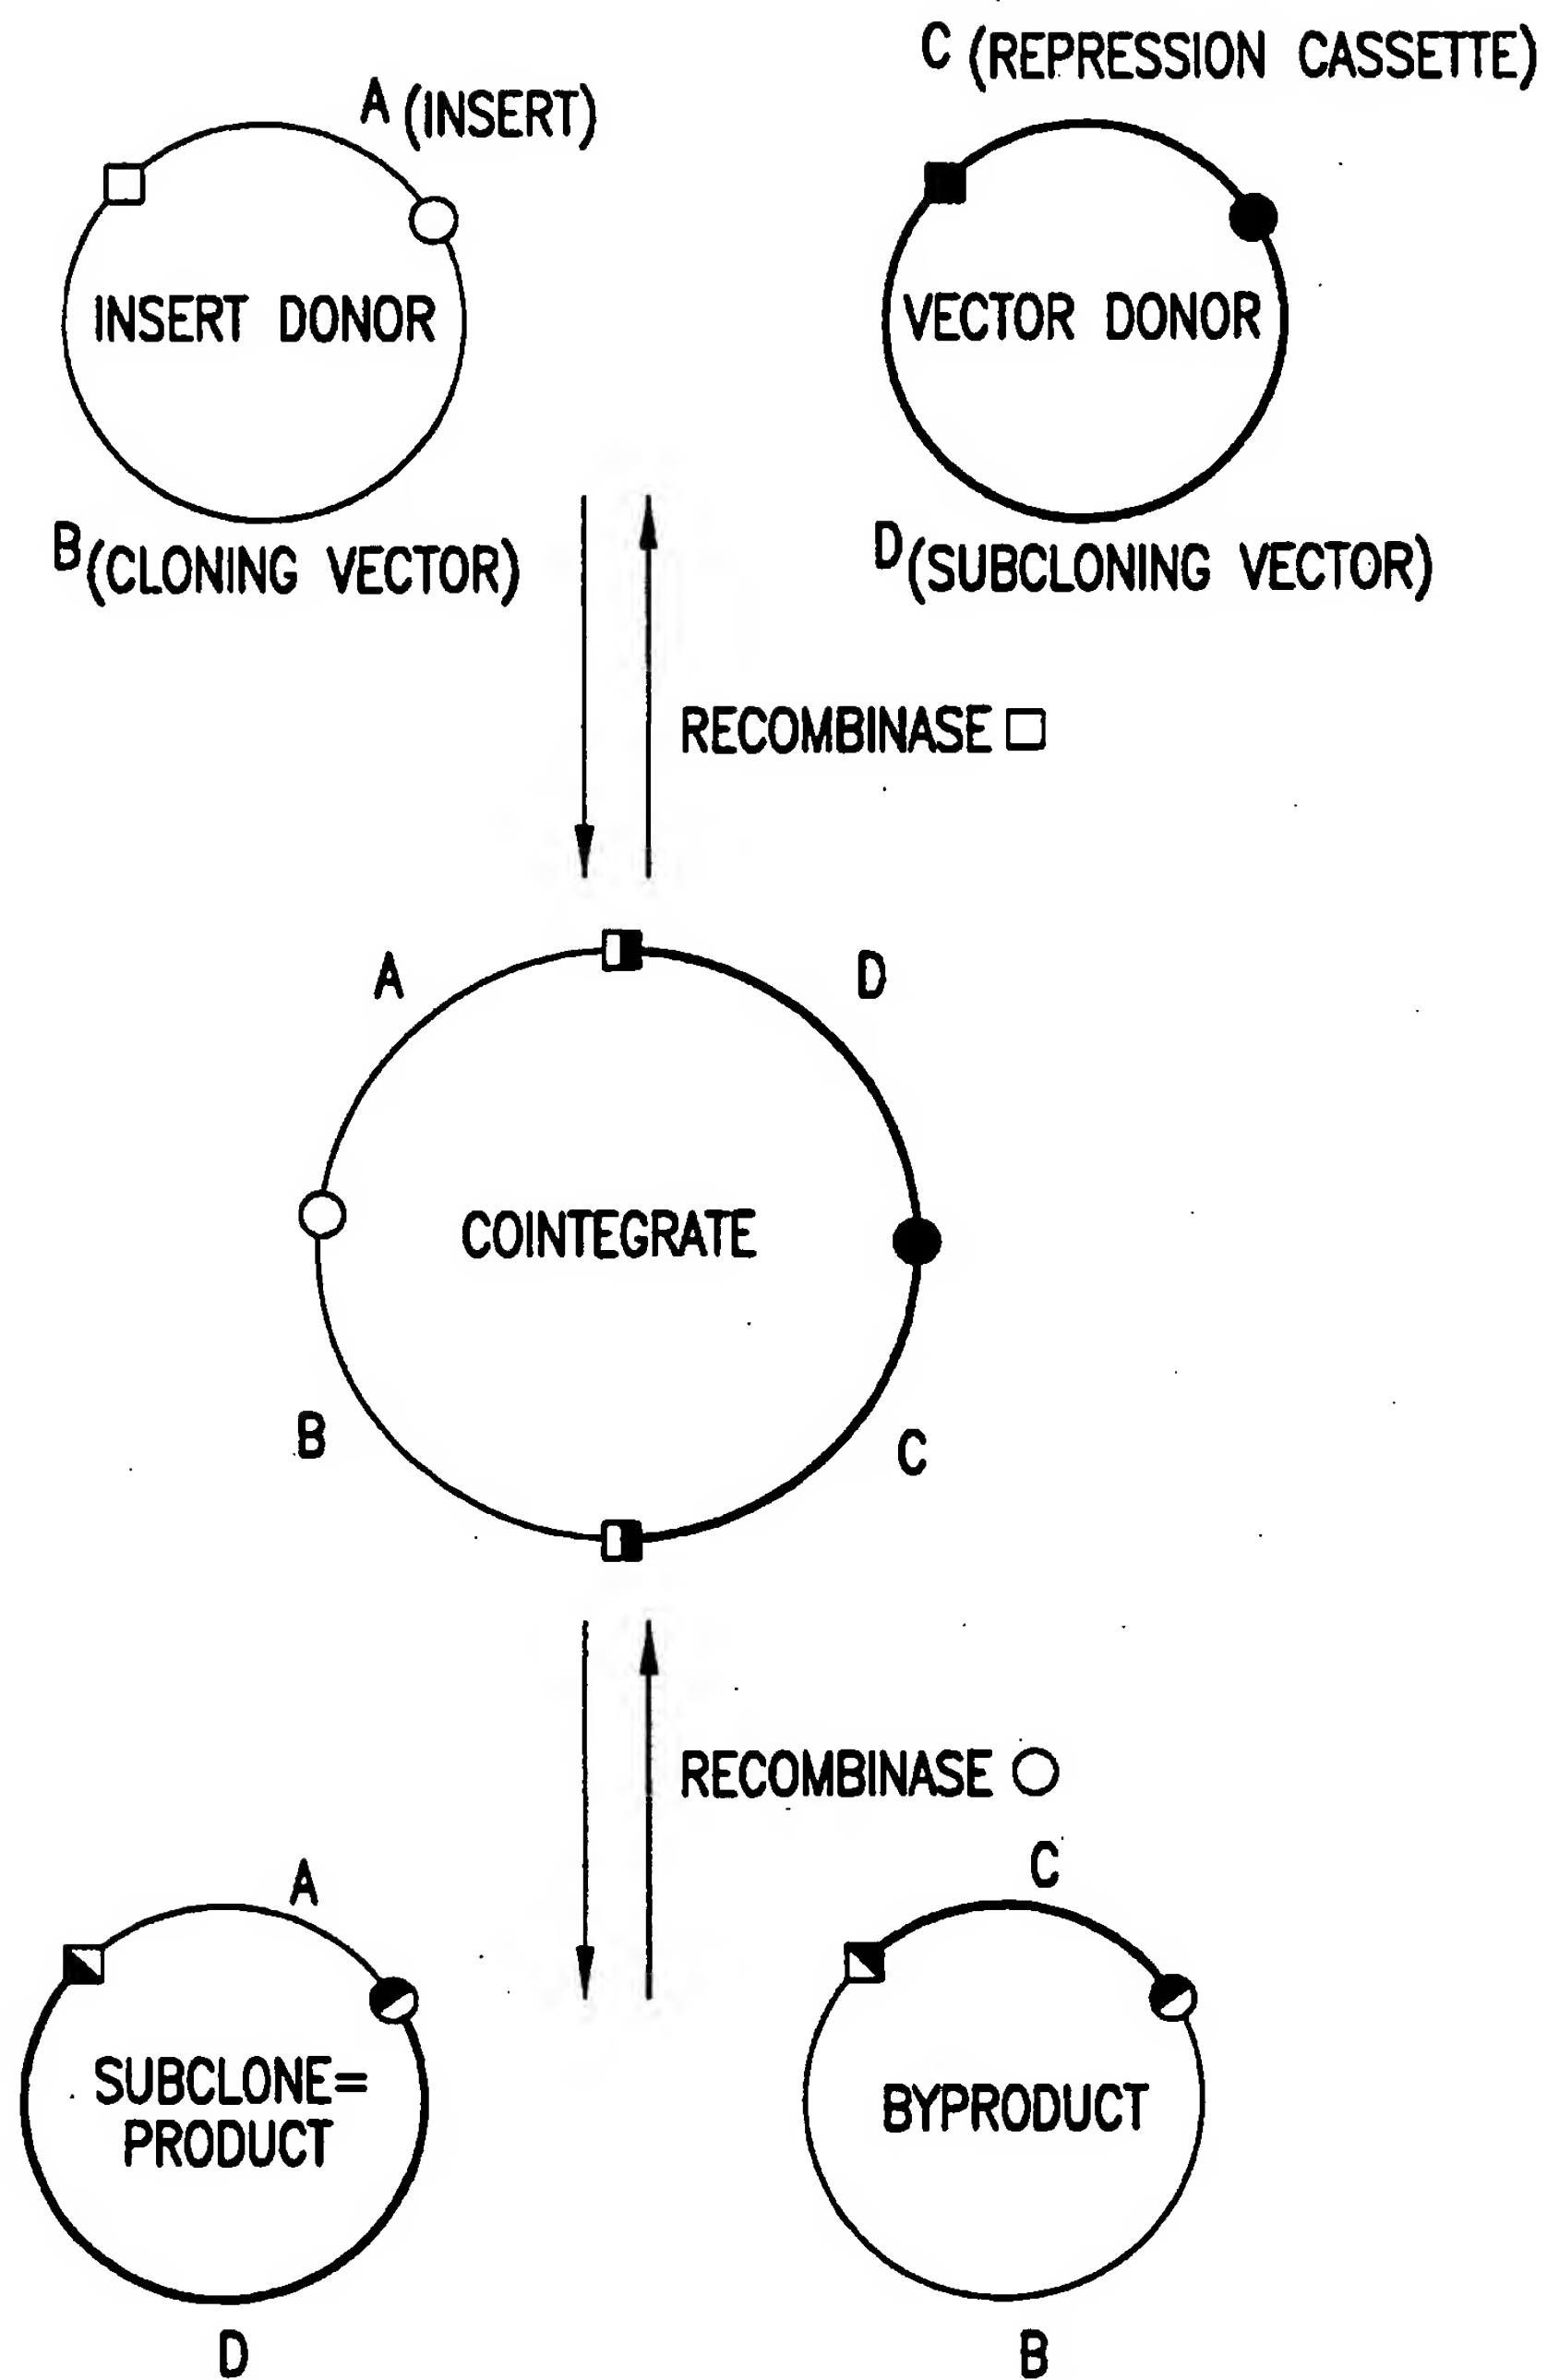 C (REPRESSION CASSETTE)
A (INSERT)
INSERT DONOR
VECTOR DONOR
B (CLONING VECTOR)
D (SUBCLONING VECTOR)
RECOMBINASE
A
D
COINTEGRATE
B
C
RECOMBINASE
A
C
SUBCLONE=
PRODUCT
BYPRODUCT
D
B